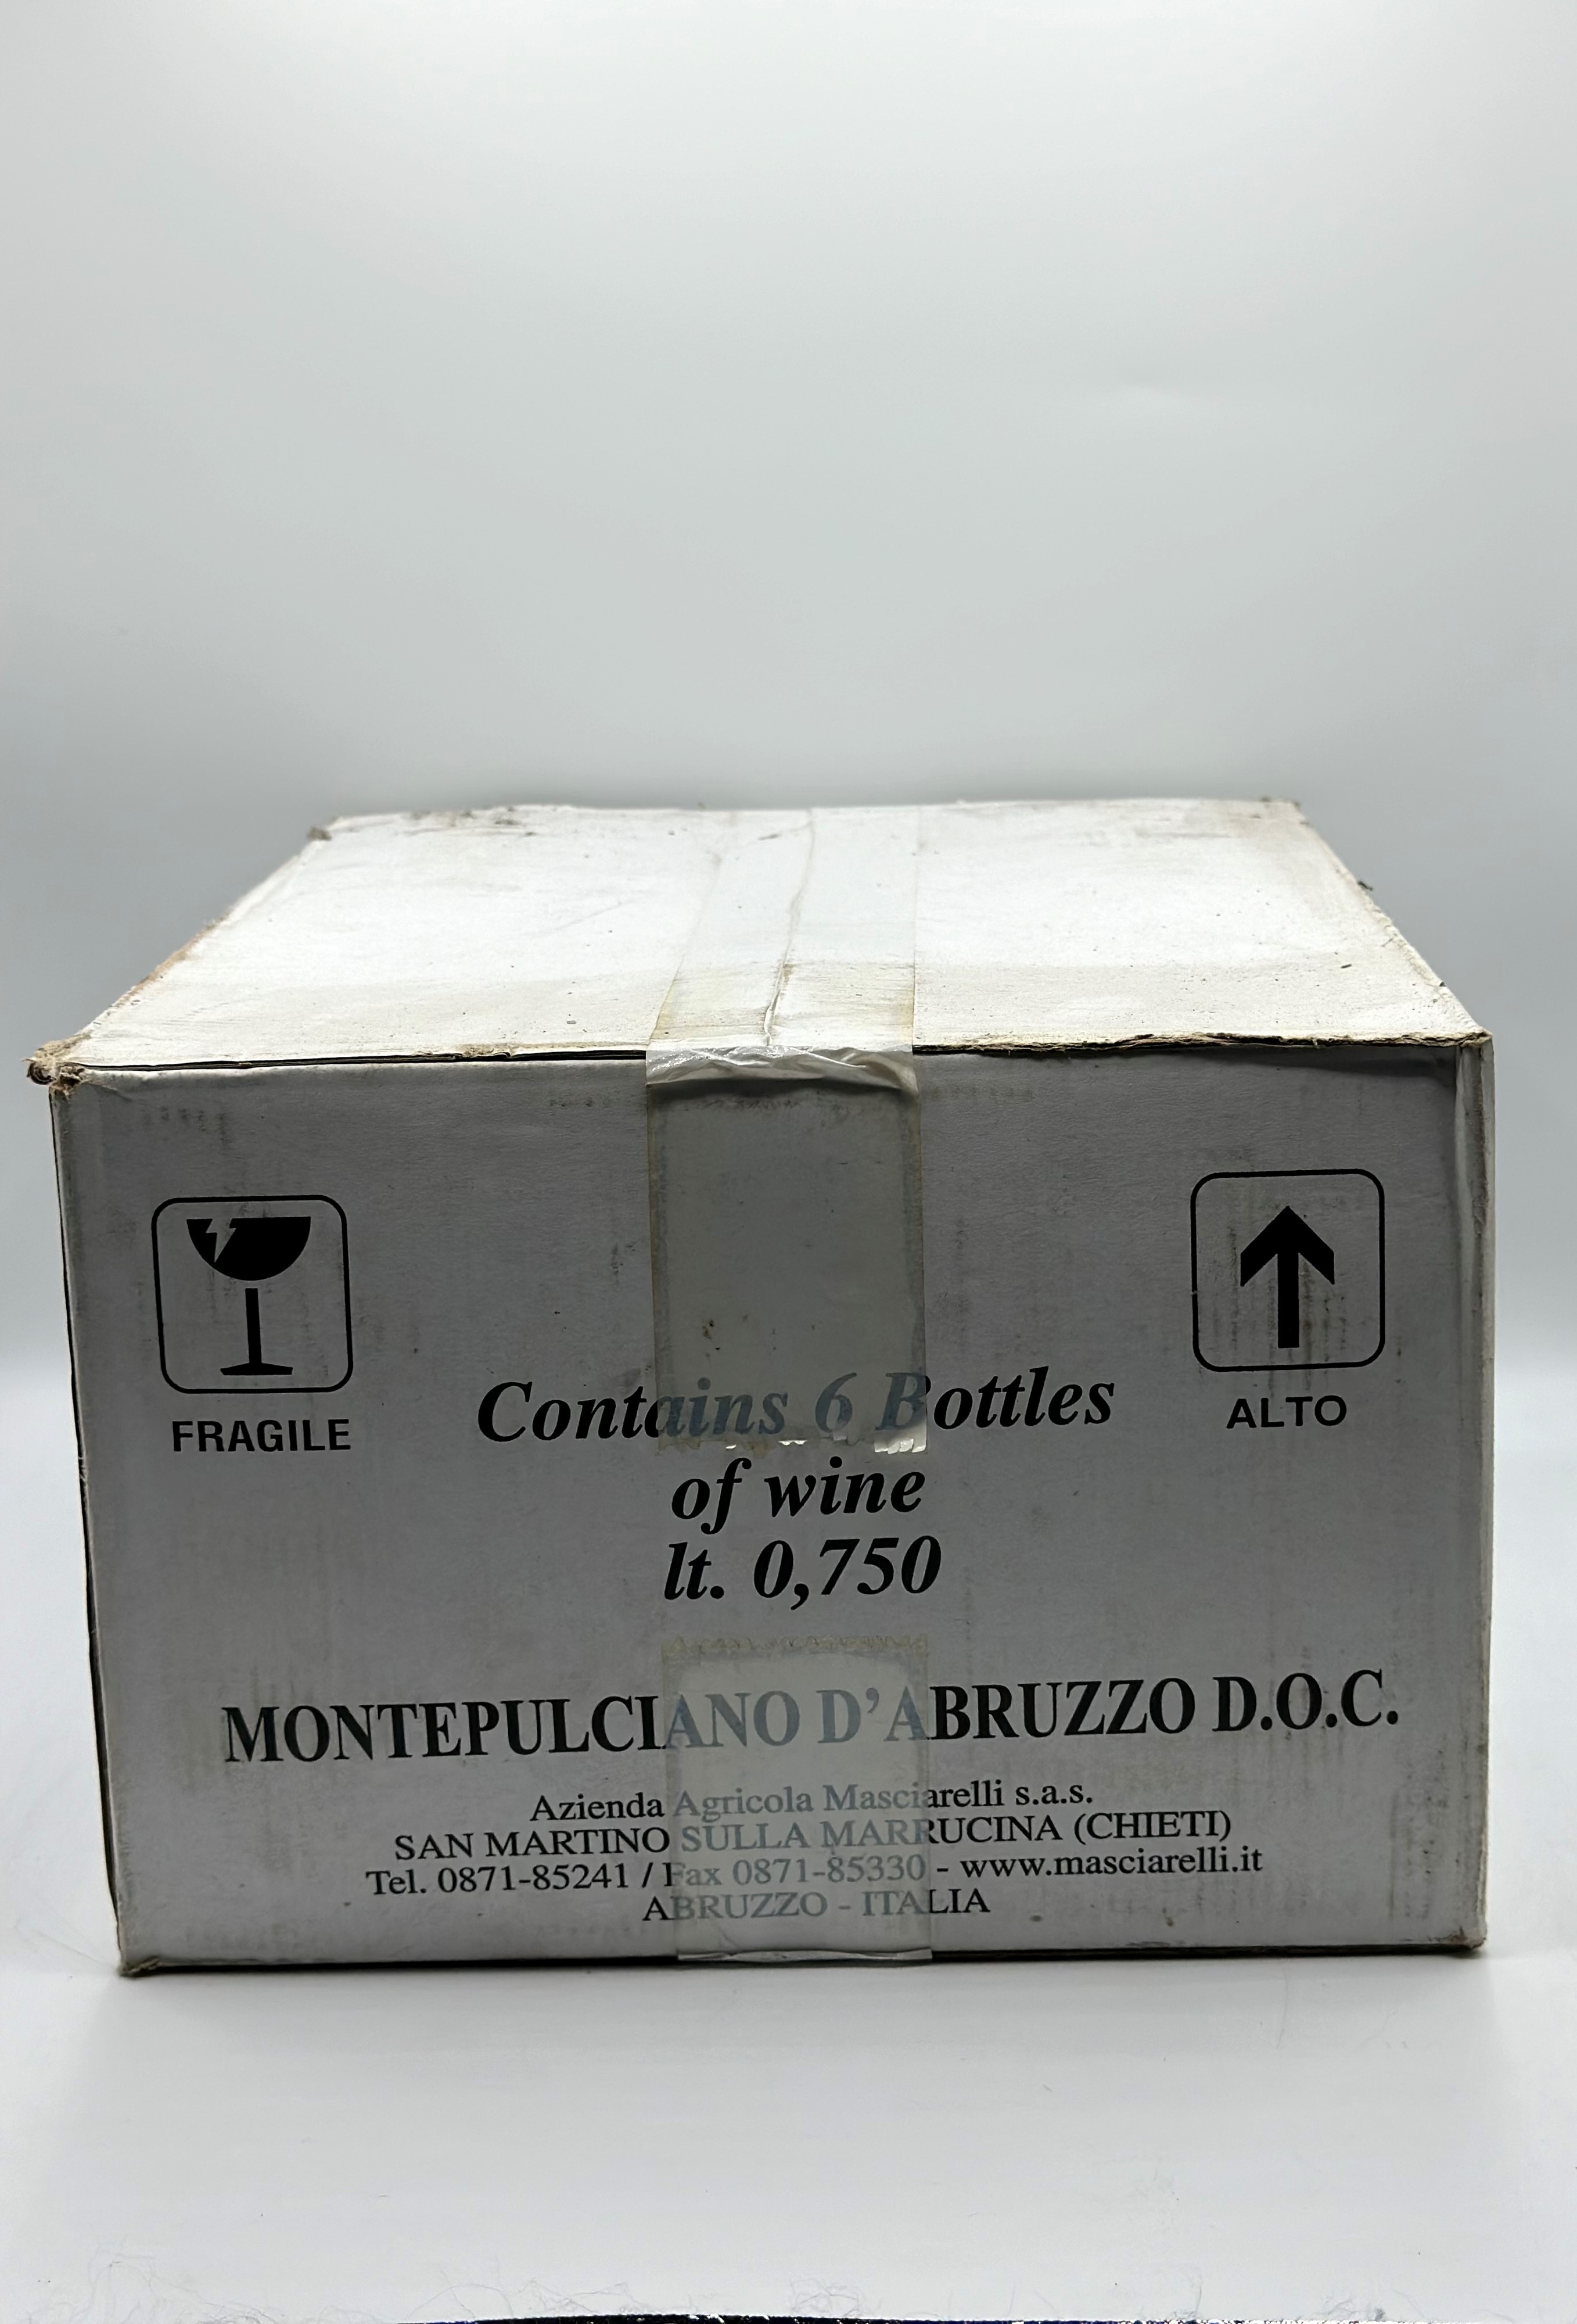 FRAGILE
ALTO
Contains 6 Bottles
of wine
lt. 0,750
MONTEPULCIANO D'ABRUZZO D.O.C.
Azienda Agricola Masciarelli s.a.s.
SAN MARTINO SULLA MARRUCINA (CHIETI)
Tel. 0871-85241 / Fax 0871-85330 - www.masciarelli.it
ABRUZZO - ITALIA